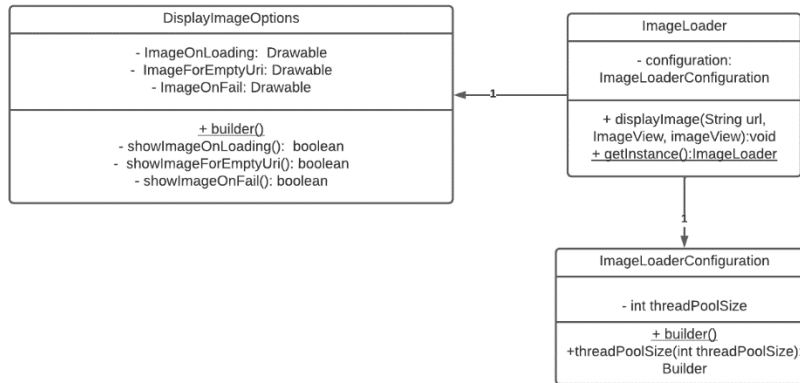 DisplayImageOptions
- ImageOnLoading: Drawable
- ImageForEmptyUri: Drawable
- ImageOnFail: Drawable
+ builder()
- showImageOnLoading(): boolean
- showImageForEmptyUri(): boolean
- showImageOnFail(): boolean
1
ImageLoader
- configuration:
ImageLoaderConfiguration
+ displayImage(String url,
ImageView, imageView):void
+ getInstance():ImageLoader
1
ImageLoaderConfiguration
- int threadPoolSize
+ builder()
+threadPoolSize(int threadPoolSize):
Builder